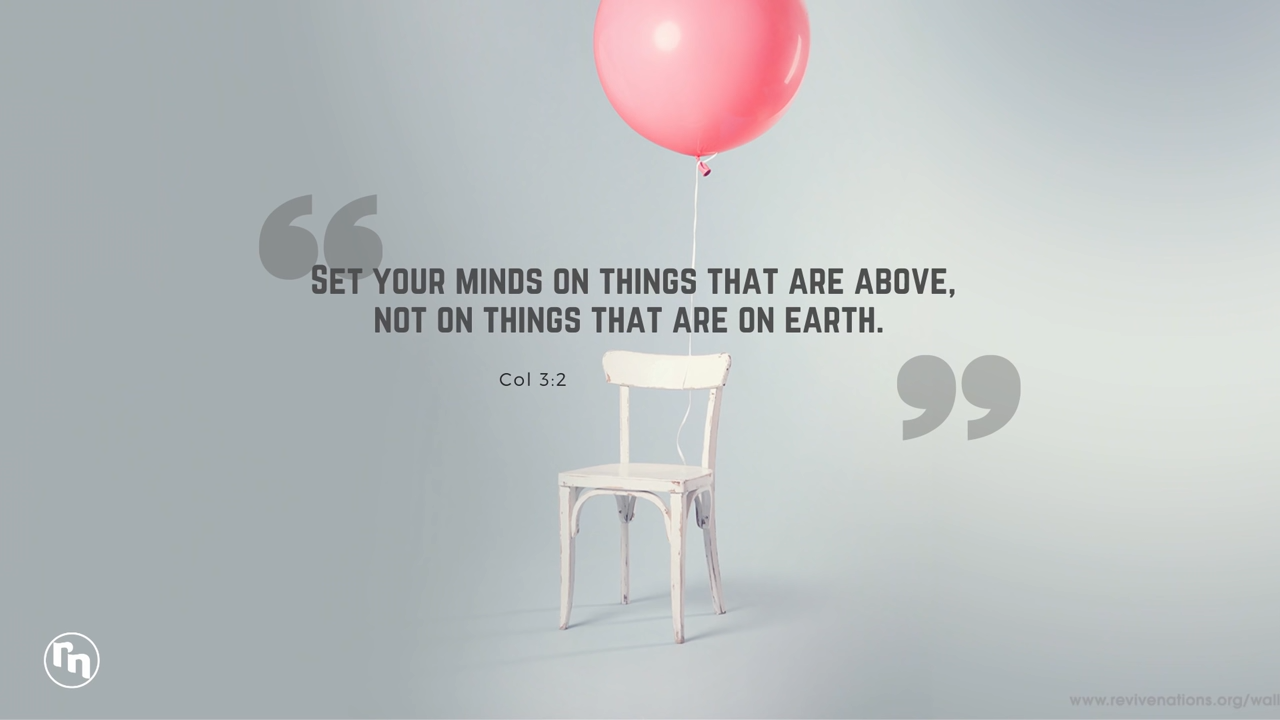 “
Set your minds on things that are above,
not on things that are on earth.
”
Col 3:2
rn
www.revivenations.org/wall